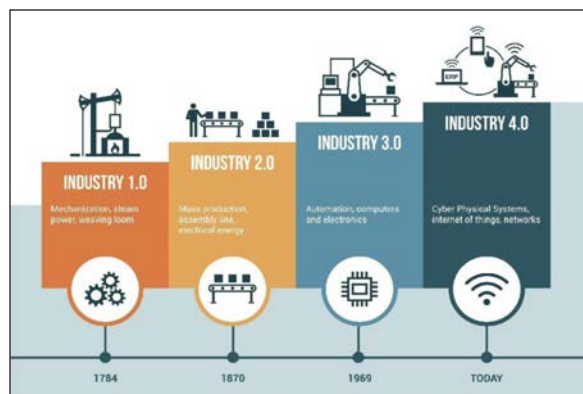 INDUSTRY 1.0
Mechanization, steam
power, weaving loom
1784
INDUSTRY 2.0
Mass production,
assembly line,
electrical energy
1870
INDUSTRY 3.0
Automation, computers
and electronics
1969
ERP
INDUSTRY 4.0
Cyber Physical Systems,
internet of things, networks
TODAY